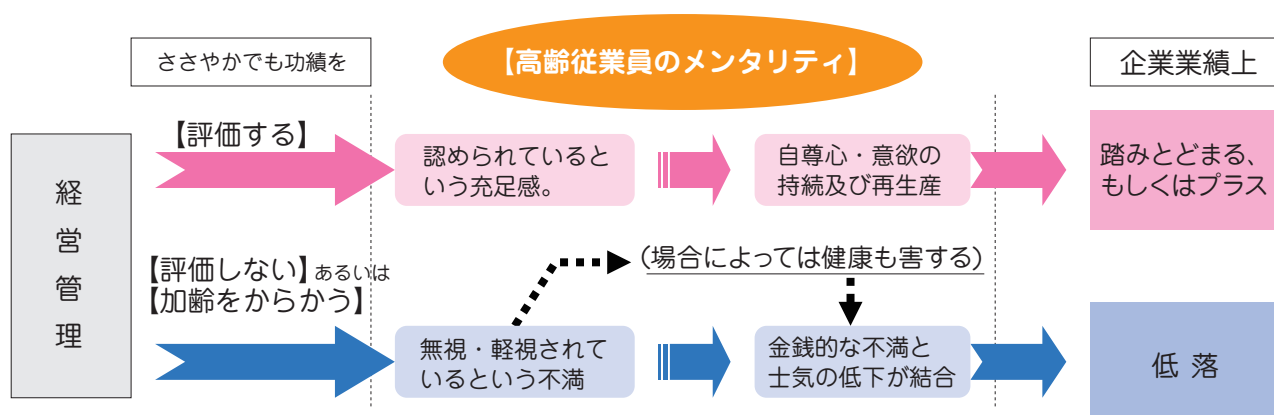 ささやかでも功績を
【高齢従業員のメンタリティ】
企業業績上
経営管理
【評価する】
認められていると
いう充足感。
自尊心・意欲の
持続及び再生産
踏みとどまる、
もしくはプラス
【評価しない】あるいは
【加齢をからかう】
(場合によっては健康も害する)
無視・軽視されて
いるという不満
金銭的な不満と
士気の低下が結合
低落